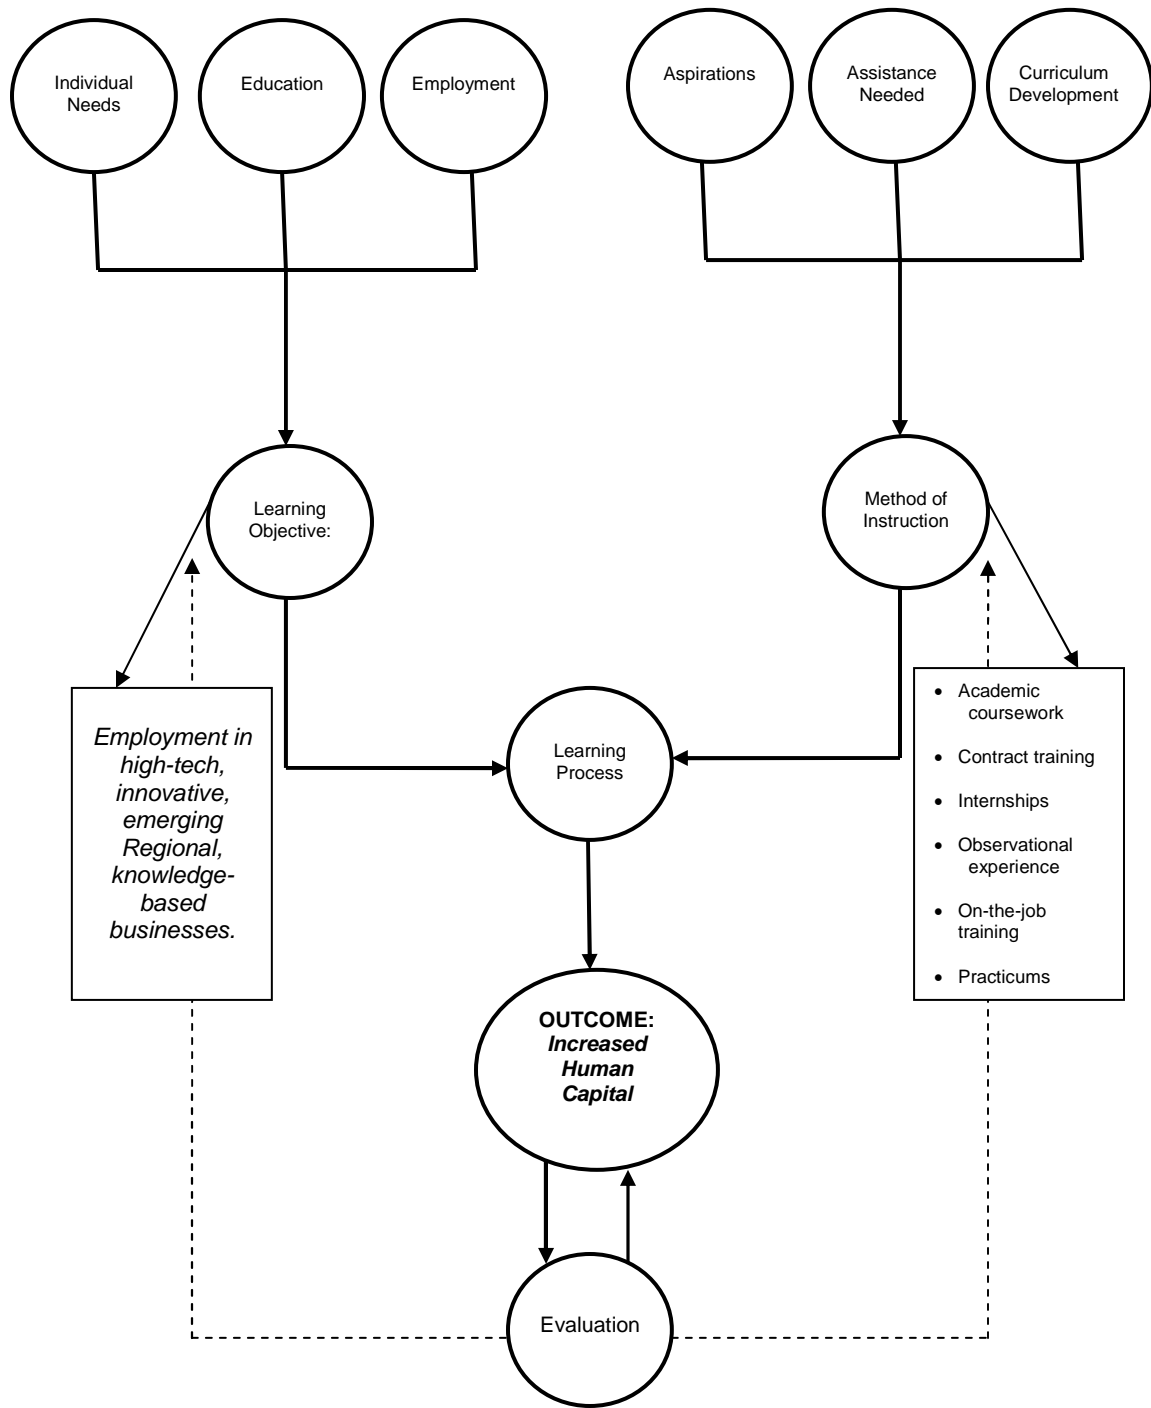 Individual
Needs
Education
Employment
Aspirations
Assistance
Needed
Curriculum
Development
Learning
Objective:
Method of
Instruction
Employment in
high-tech,
innovative,
emerging
Regional,
knowledge-
based
businesses.
Learning
Process
• Academic
coursework
• Contract training
• Internships
• Observational
experience
• On-the-job
training
• Practicums
OUTCOME:
Increased
Human
Capital
Evaluation